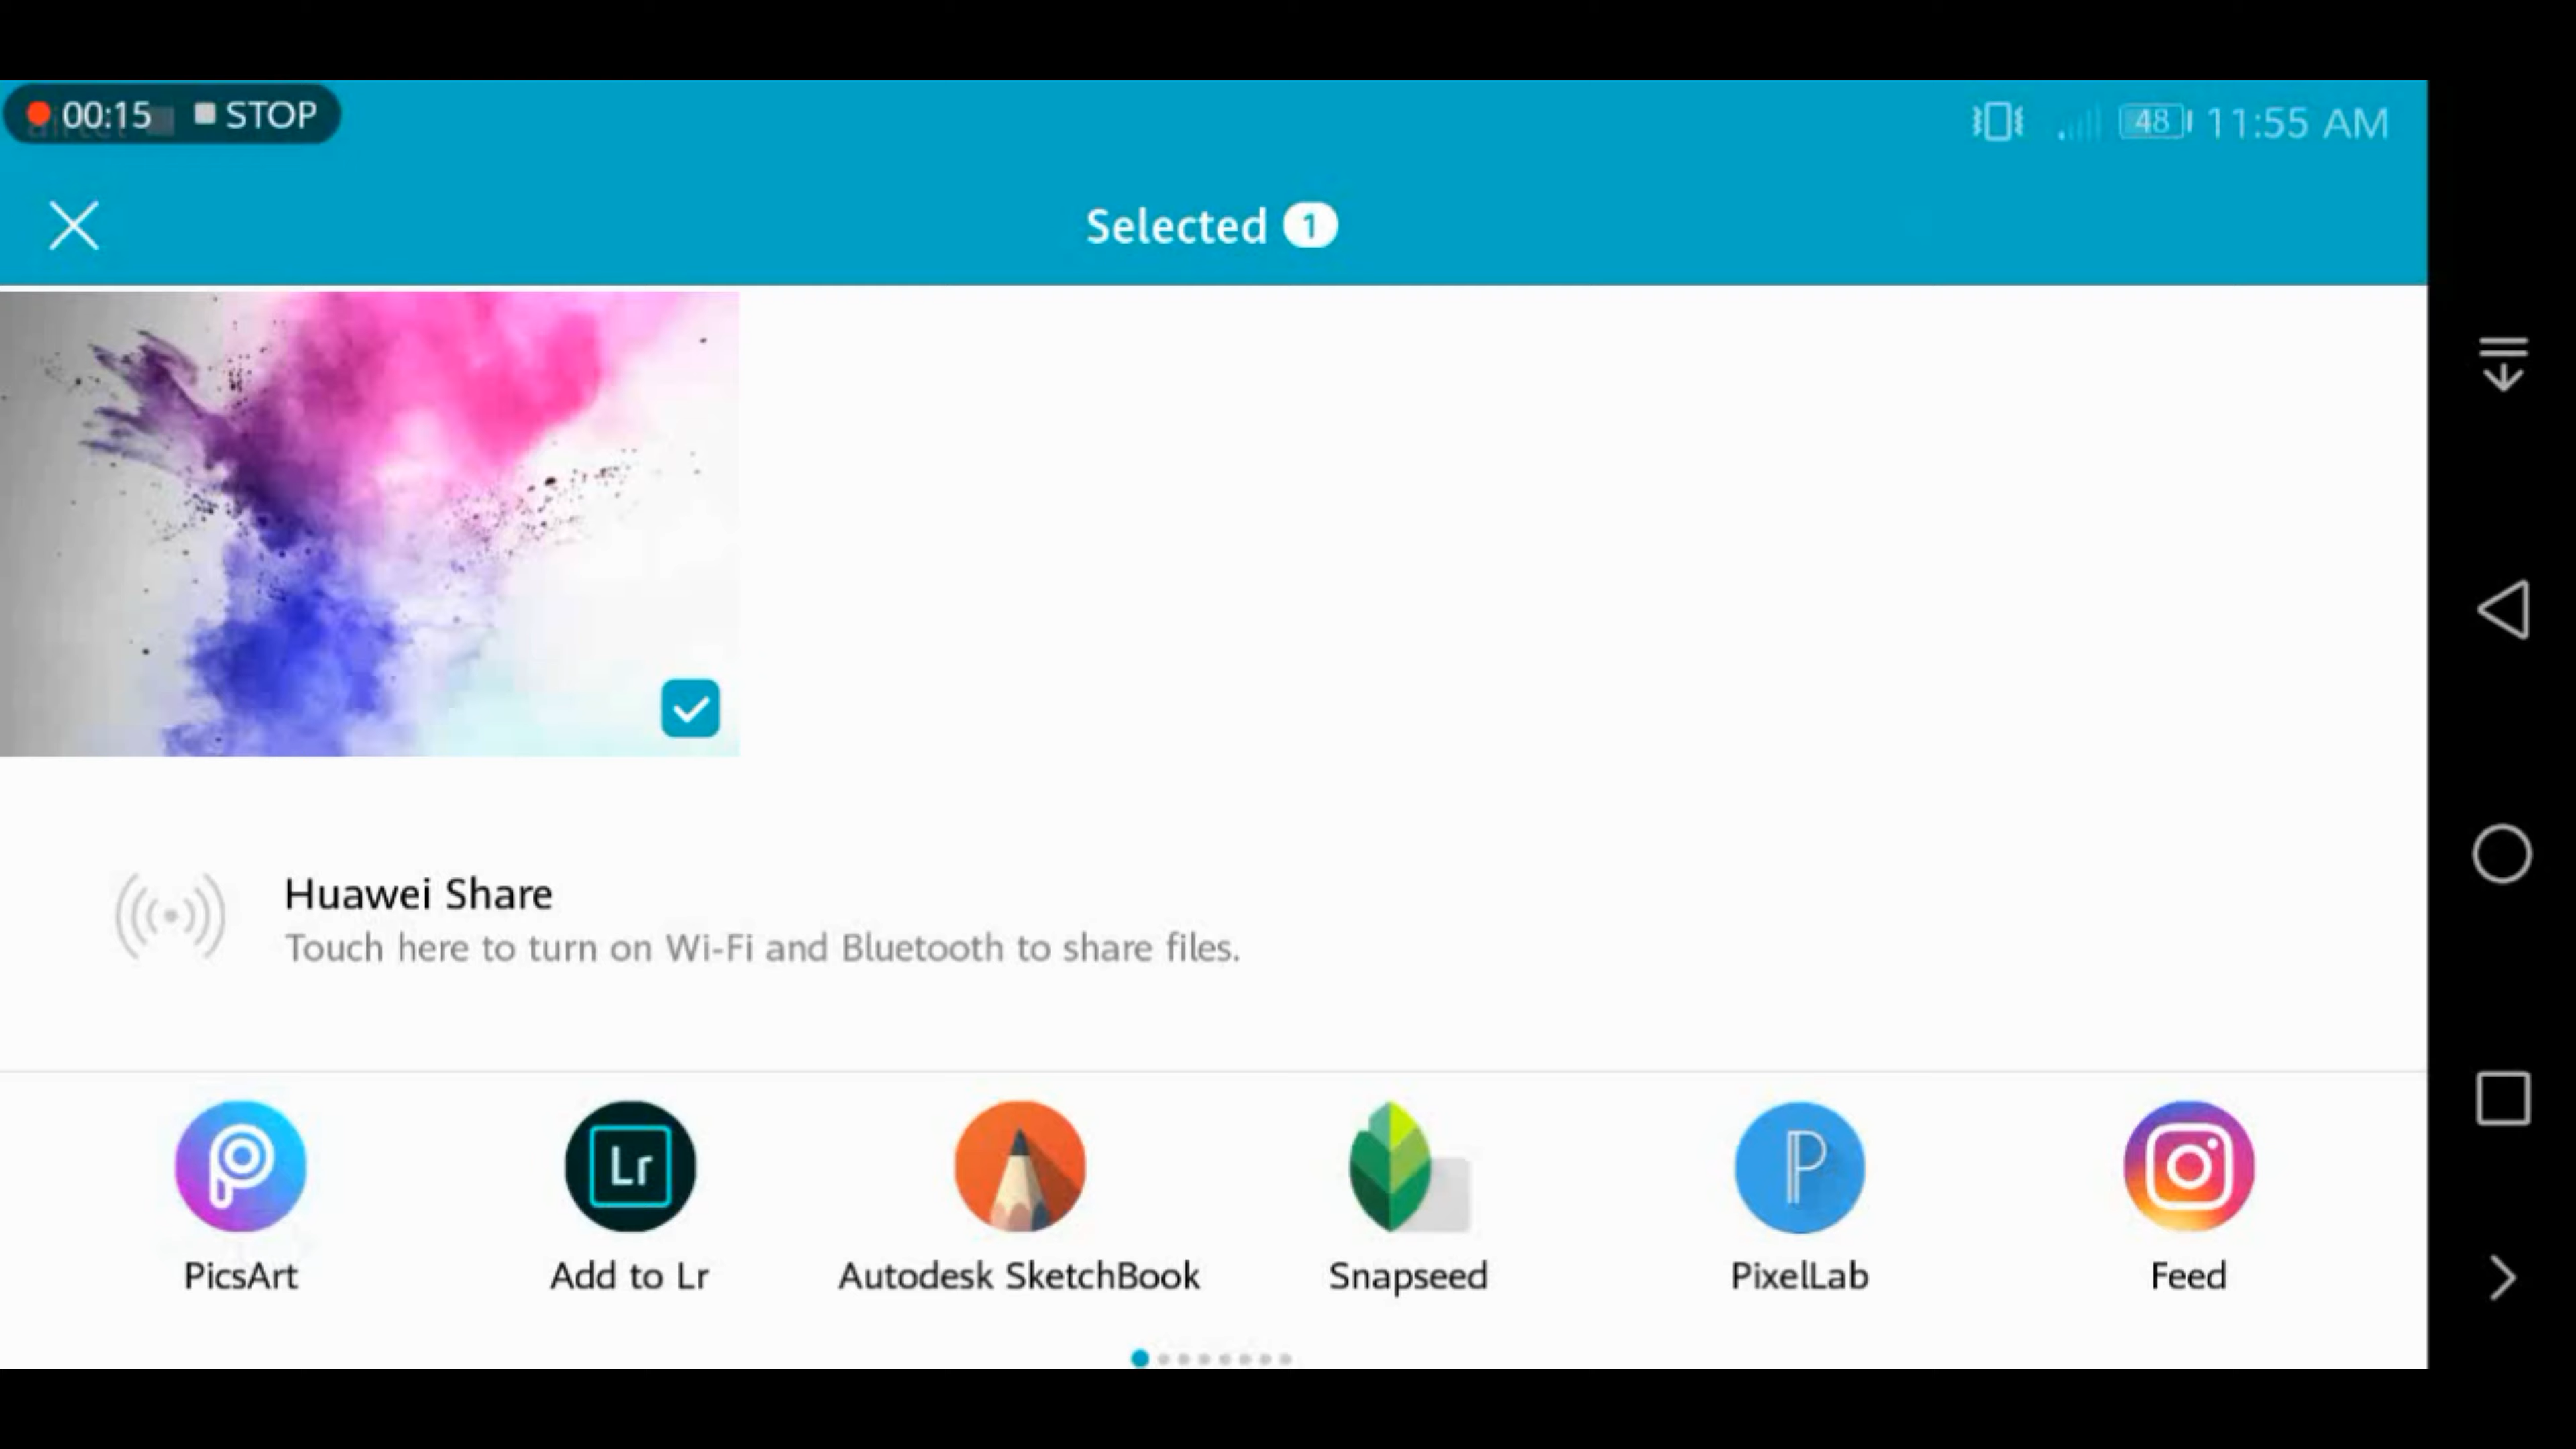 00:15 STOP
48 11:55 AM
Selected 1
Huawei Share
Touch here to turn on Wi-Fi and Bluetooth to share files.
Lr
PicsArt
Add to Lr
Autodesk SketchBook
Snapseed
PixelLab
Feed